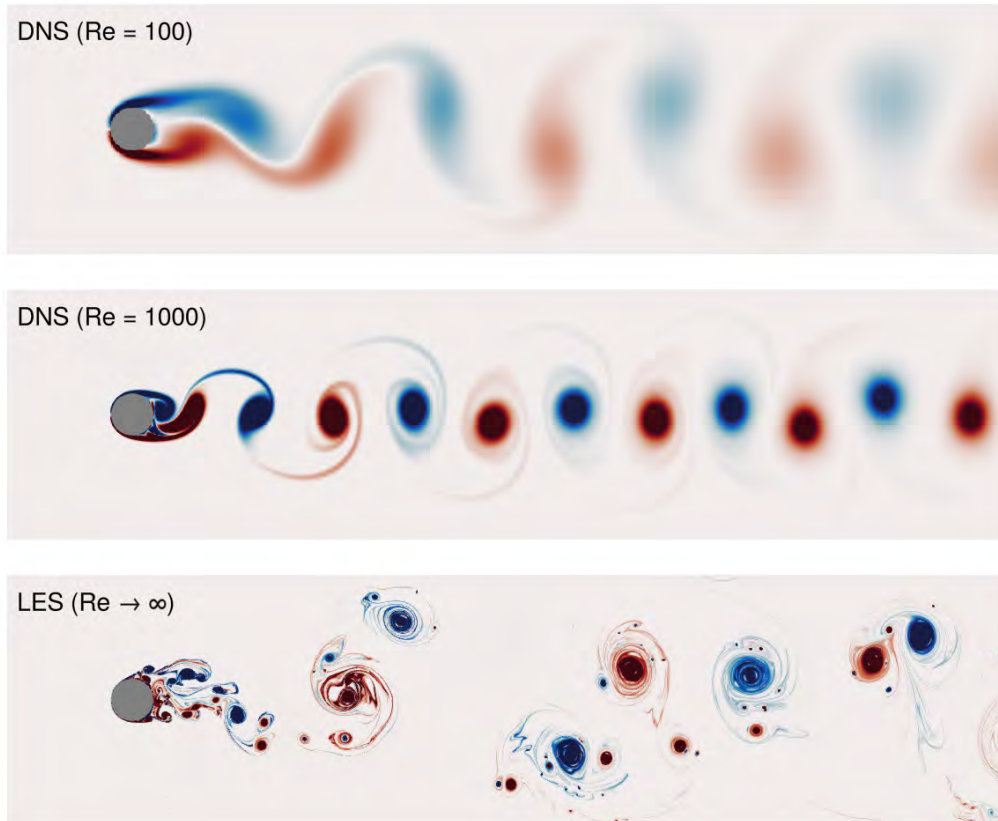 DNS (Re = 100)
DNS (Re = 1000)
LES (Re → ∞)